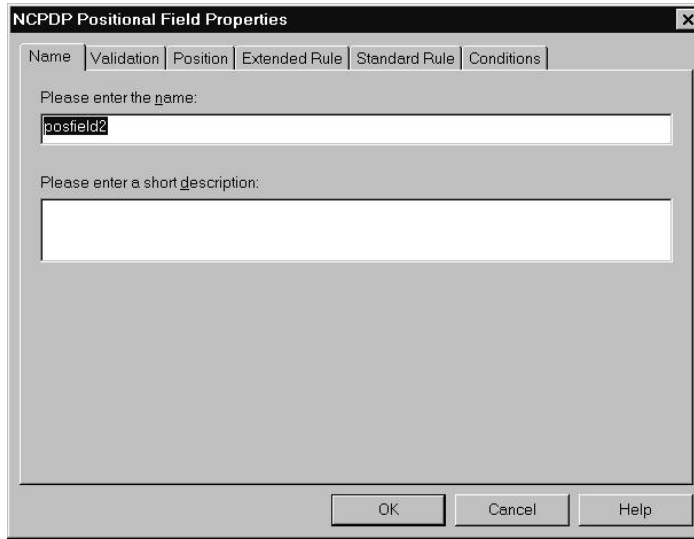 NCPDP Positional Field Properties
Name Validation Position Extended Rule Standard Rule Conditions
Please enter the name:
posfield2
Please enter a short description:
OK Cancel Help